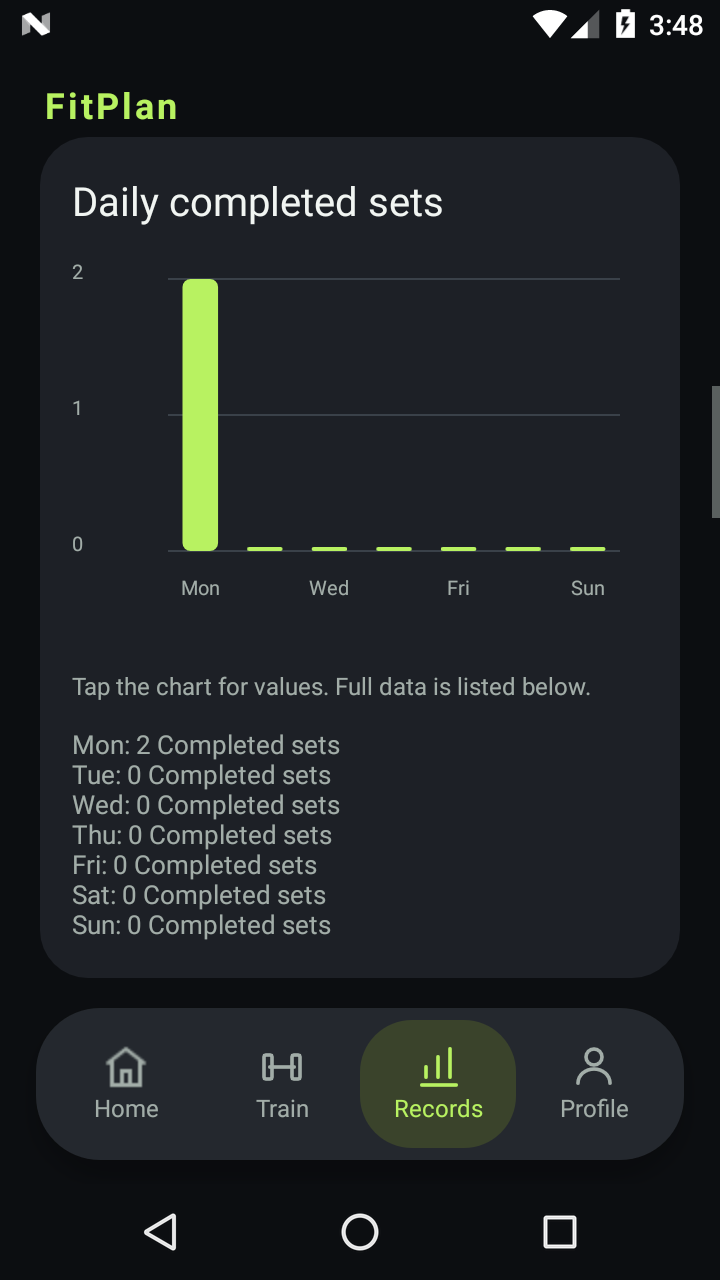 3:48
FitPlan
Daily completed sets
2
1
0
Mon Wed Fri Sun
Tap the chart for values. Full data is listed below.
Mon: 2 Completed sets
Tue: 0 Completed sets
Wed: 0 Completed sets
Thu: 0 Completed sets
Fri: 0 Completed sets
Sat: 0 Completed sets
Sun: 0 Completed sets
Home Train Records Profile